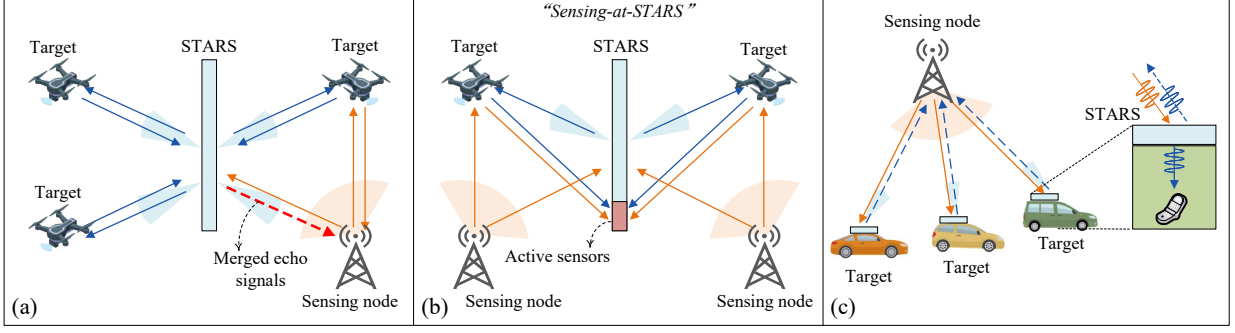 Target
STARS
Target
Target
Merged echo
signals
Sensing node
(a)
“Sensing-at-STARS”
Target
STARS
Target
Active sensors
Sensing node
Sensing node
(b)
Sensing node
STARS
Target
Target
Target
(c)